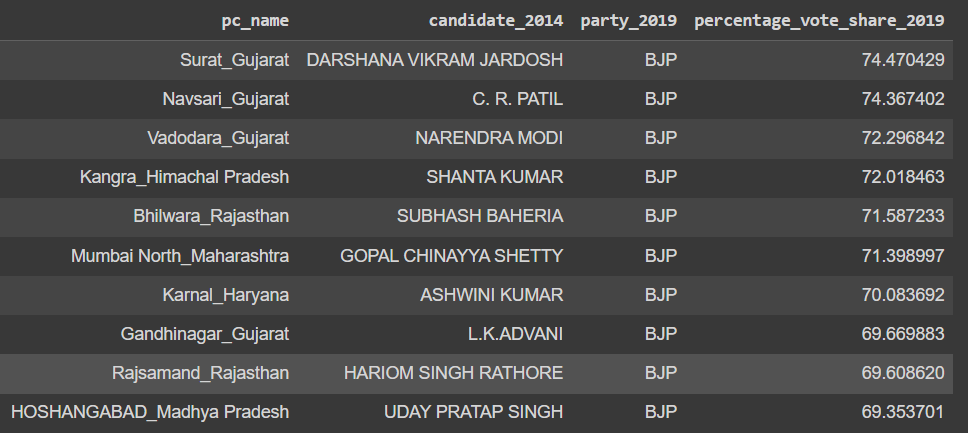 pc_name candidate_2014 party_2019 percentage_vote_share_2019
Surat_Gujarat DARSHANA VIKRAM JARDOSH BJP 74.470429
Navsari_Gujarat C. R. PATIL BJP 74.367402
Vadodara_Gujarat NARENDRA MODI BJP 72.296842
Kangra_Himachal Pradesh SHANTA KUMAR BJP 72.018463
Bhilwara_Rajasthan SUBHASH BAHERIA BJP 71.587233
Mumbai North_Maharashtra GOPAL CHINAYYA SHETTY BJP 71.398997
Karnal_Haryana ASHWINI KUMAR BJP 70.083692
Gandhinagar_Gujarat L.K.ADVANI BJP 69.669883
Rajsamand_Rajasthan HARIOM SINGH RATHORE BJP 69.608620
HOSHANGABAD_Madhya Pradesh UDAY PRATAP SINGH BJP 69.353701